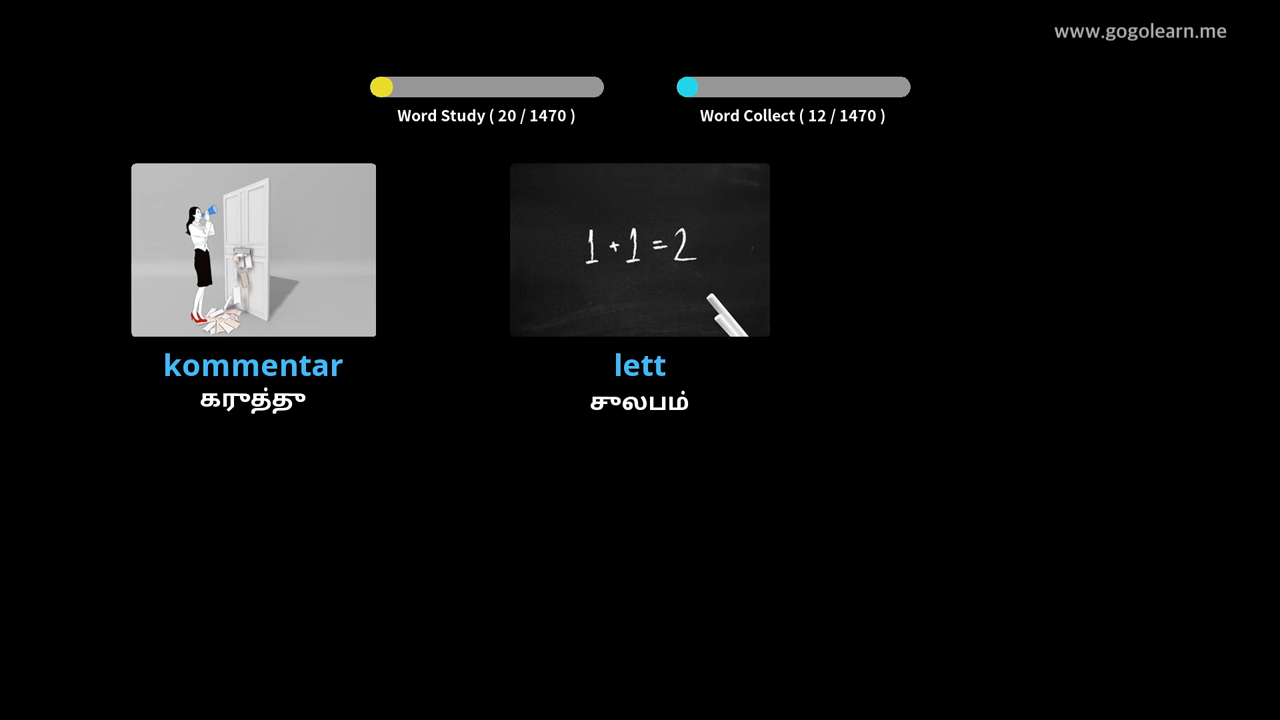 www.gogolearn.me
Word Study ( 20 / 1470 )
Word Collect ( 12 / 1470 )
1 + 1 = 2
kommentar
கருத்து
lett
சுலபம்